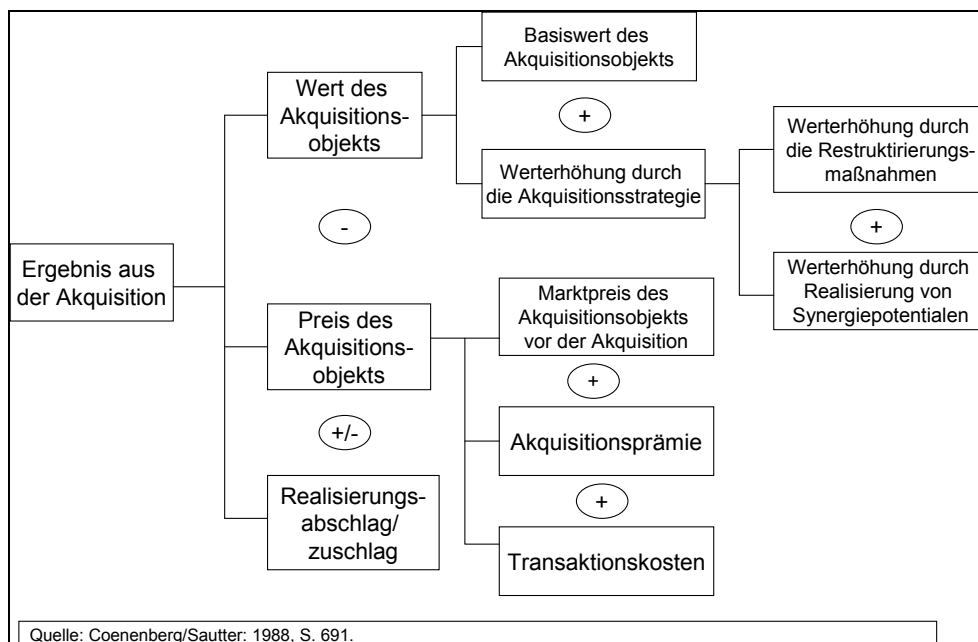 Basiswert des
Akquisitionsobjekts
Wert des
Akquisitions-
objekts
+
Werterhöhung durch
die Akquisitionsstrategie
Werterhöhung durch
die Restruktirierungs-
maßnahmen
+
Werterhöhung durch
Realisierung von
Synergiepotentialen
-
Ergebnis aus
der Akquisition
Preis des
Akquisitions-
objekts
Marktpreis des
Akquisitionsobjekts
vor der Akquisition
+
Akquisitionsprämie
+
Transaktionskosten
+/-
Realisierungs-
abschlag/
zuschlag
Quelle: Coenenberg/Sautter: 1988, S. 691.